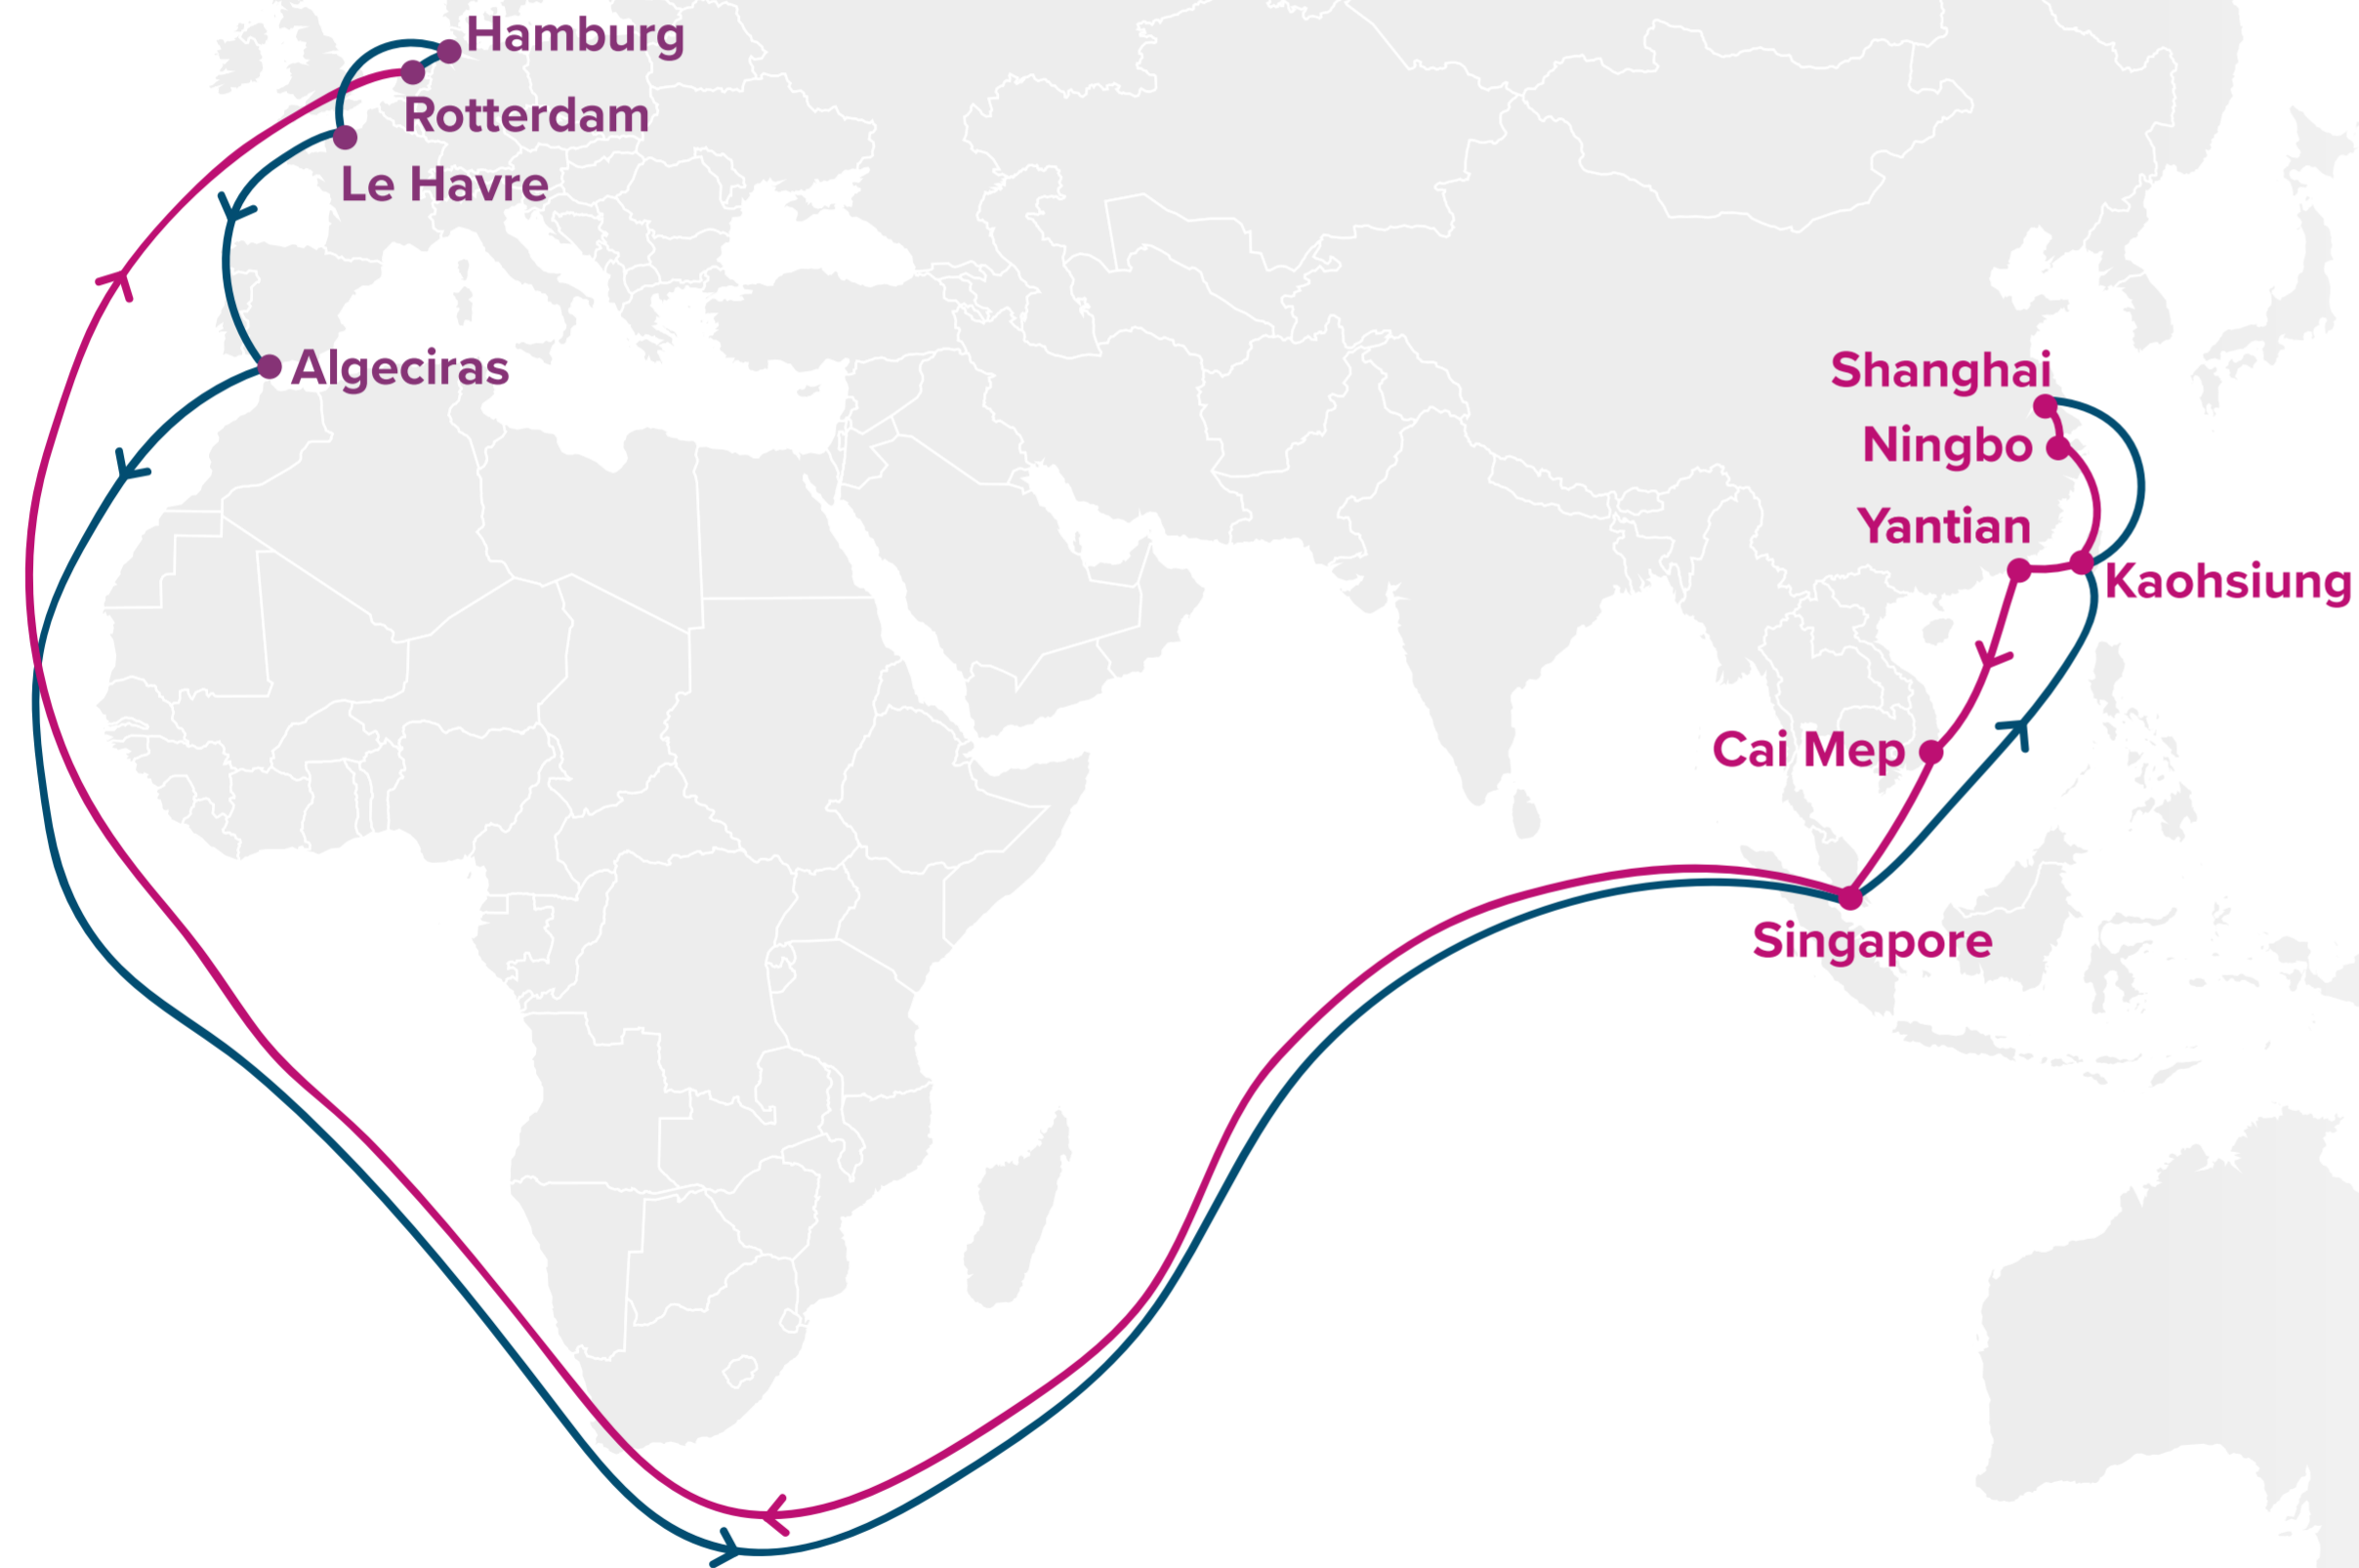 Hamburg
Rotterdam
Le Havre
Algeciras
Shanghai
Ningbo
Yantian
Kaohsiung
Cai Mep
Singapore